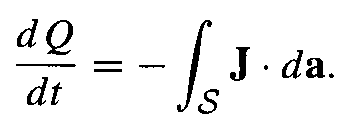 dQ/dt = − ∫_𝒮 𝐉 · d𝐚.